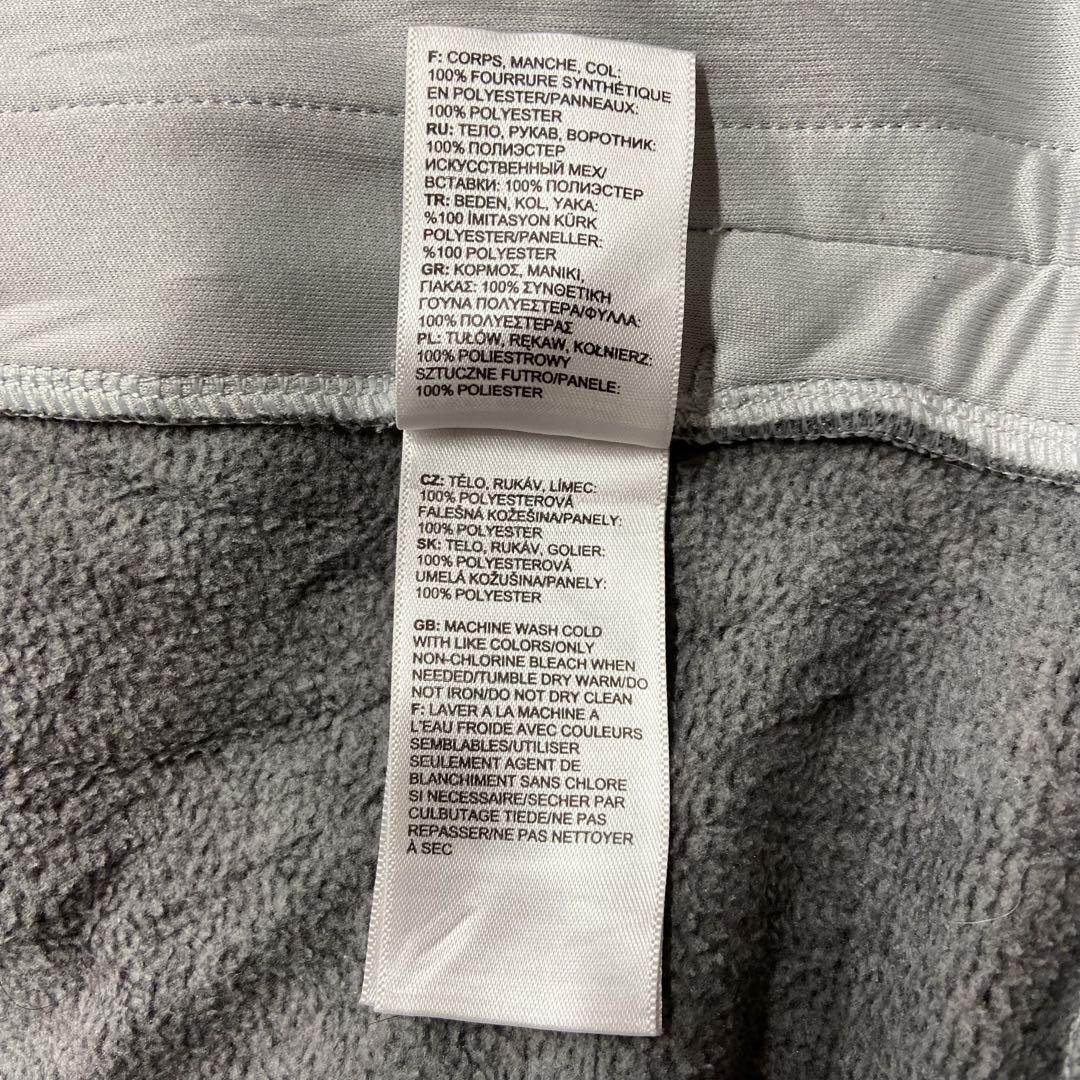 F: CORPS, MANCHE, COL:
100% FOURRURE SYNTHÉTIQUE
EN POLYESTER/PANNEAUX:
100% POLYESTER
RU: ТЕЛО, РУКАВ, ВОРОТНИК:
100% ПОЛИЭСТЕР
ИСКУССТВЕННЫЙ МЕХ/
ВСТАВКИ: 100% ПОЛИЭСТЕР
TR: BEDEN, KOL, YAKA:
%100 İMITASYON KÜRK
POLYESTER/PANELLER:
%100 POLYESTER
GR: ΚΟΡΜΟΣ, ΜΑΝΙΚΙ,
ΓΙΑΚΑΣ: 100% ΣΥΝΘΕΤΙΚΗ
ΓΟΥΝΑ ΠΟΛΥΕΣΤΕΡΑ/ΦΥΛΛΑ:
100% ΠΟΛΥΕΣΤΕΡΑΣ
PL: TUŁÓW, RĘKAW, KOŁNIERZ:
100% POLIESTROWY
SZTUCZNE FUTRO/PANELE:
100% POLIESTER
CZ: TĚLO, RUKÁV, LÍMEC:
100% POLYESTEROVÁ
FALEŠNÁ KOŽEŠINA/PANELY:
100% POLYESTER
SK: TELO, RUKÁV, GOLIER:
100% POLYESTEROVÁ
UMELÁ KOŽUŠINA/PANELY:
100% POLYESTER
GB: MACHINE WASH COLD
WITH LIKE COLORS/ONLY
NON-CHLORINE BLEACH WHEN
NEEDED/TUMBLE DRY WARM/DO
NOT IRON/DO NOT DRY CLEAN
F: LAVER A LA MACHINE A
L'EAU FROIDE AVEC COULEURS
SEMBLABLES/UTILISER
SEULEMENT AGENT DE
BLANCHIMENT SANS CHLORE
SI NECESSAIRE/SECHER PAR
CULBUTAGE TIEDE/NE PAS
REPASSER/NE PAS NETTOYER
À SEC